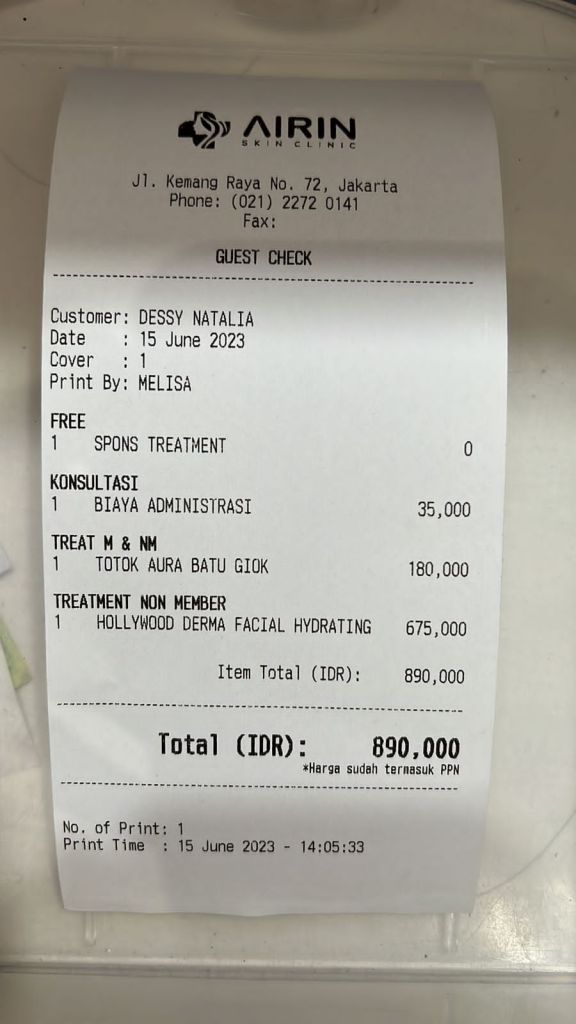 AIRIN
SKIN CLINIC
Jl. Kemang Raya No. 72, Jakarta
Phone: (021) 2272 0141
Fax:
GUEST CHECK
Customer: DESSY NATALIA
Date : 15 June 2023
Cover : 1
Print By: MELISA
FREE
1 SPONS TREATMENT 0
KONSULTASI
1 BIAYA ADMINISTRASI 35,000
TREAT M & NM
1 TOTOK AURA BATU GIOK 180,000
TREATMENT NON MEMBER
1 HOLLYWOOD DERMA FACIAL HYDRATING 675,000
Item Total (IDR): 890,000
Total (IDR): 890,000
*Harga sudah termasuk PPN
No. of Print: 1
Print Time : 15 June 2023 - 14:05:33